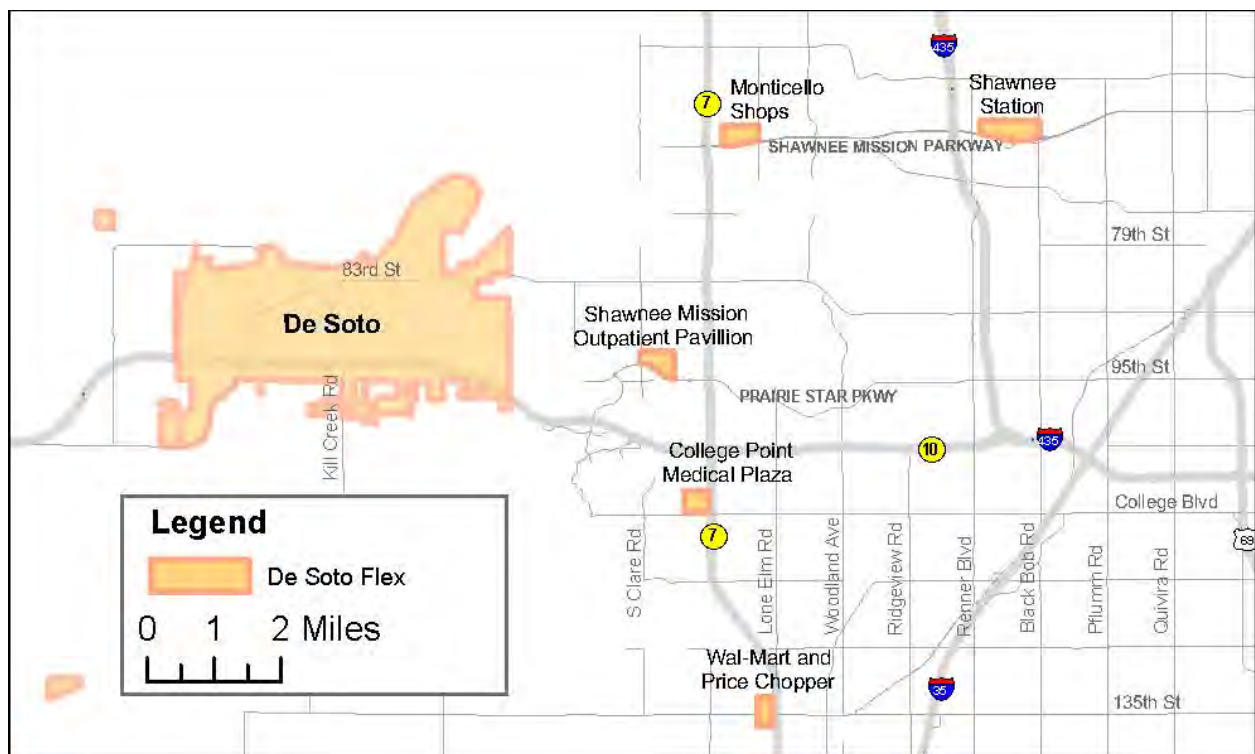 435
Monticello
Shops
7
Shawnee
Station
SHAWNEE MISSION PARKWAY
79th St
83rd St
De Soto
Shawnee Mission
Outpatient Pavillion
95th St
PRAIRIE STAR PKWY
Kill Creek Rd
College Point
Medical Plaza
10
435
College Blvd
Legend
De Soto Flex
0 1 2 Miles
7
69
S Clare Rd
Lone Elm Rd
Woodland Ave
Ridgeview Rd
Renner Blvd
Black Bob Rd
Pflumm Rd
Quivira Rd
Wal-Mart and
Price Chopper
35
135th St